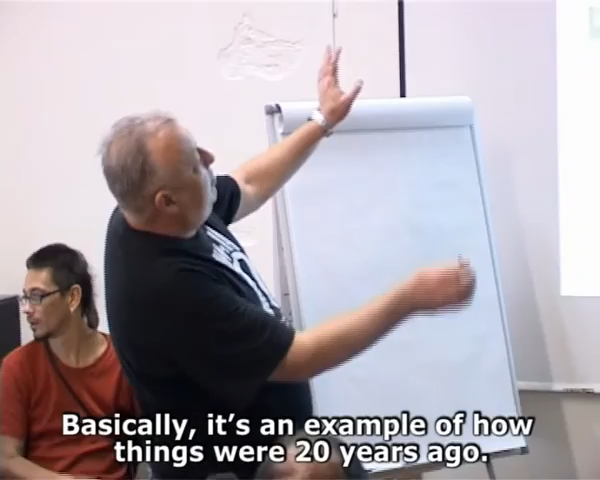 Basically, it's an example of how
things were 20 years ago.